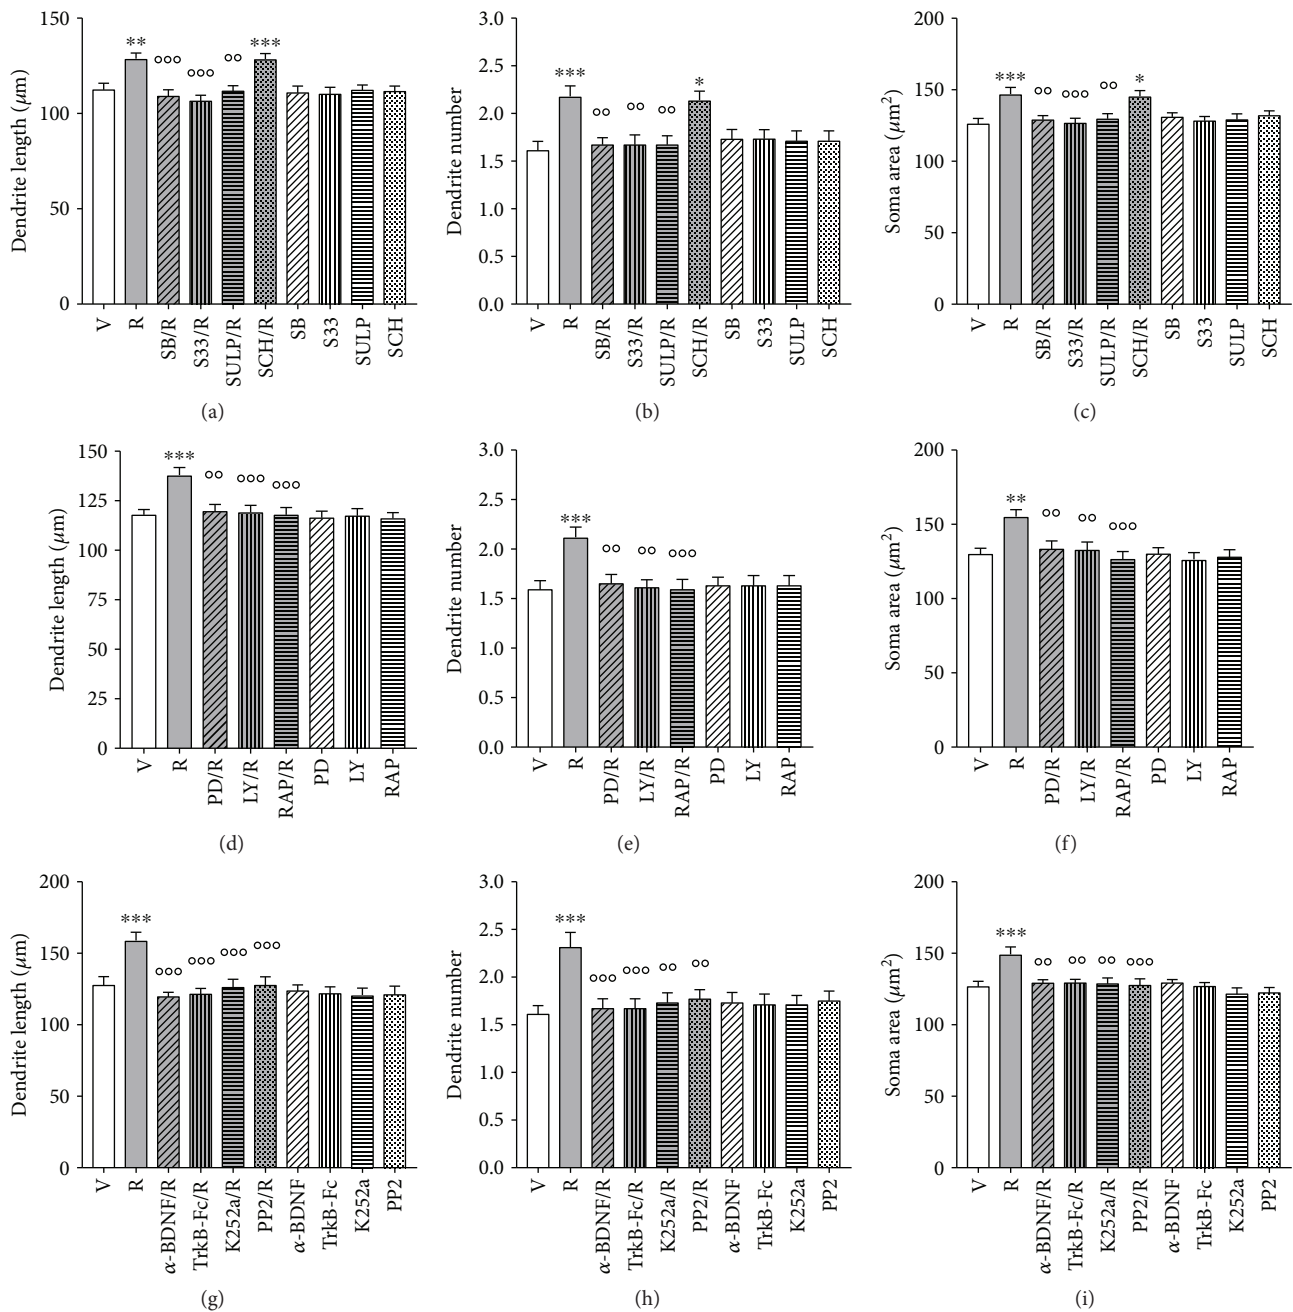 Dendrite length (μm)
150
100
50
0
** °°° °°° °° ***
V R SB/R S33/R SULP/R SCH/R SB S33 SULP SCH
(a)
Dendrite number
3.0
2.5
2.0
1.5
1.0
0.5
0.0
*** °° °° °° *
V R SB/R S33/R SULP/R SCH/R SB S33 SULP SCH
(b)
Soma area (μm²)
200
150
100
50
0
*** °° °°° °° *
V R SB/R S33/R SULP/R SCH/R SB S33 SULP SCH
(c)
Dendrite length (μm)
150
125
100
75
50
25
0
*** °° °°° °°°
V R PD/R LY/R RAP/R PD LY RAP
(d)
Dendrite number
3.0
2.5
2.0
1.5
1.0
0.5
0.0
*** °° °° °°°
V R PD/R LY/R RAP/R PD LY RAP
(e)
Soma area (μm²)
200
150
100
50
0
** °° °° °°°
V R PD/R LY/R RAP/R PD LY RAP
(f)
Dendrite length (μm)
200
150
100
50
0
*** °°° °°° °°° °°°
V R α-BDNF/R TrkB-Fc/R K252a/R PP2/R α-BDNF TrkB-Fc K252a PP2
(g)
Dendrite number
3.0
2.5
2.0
1.5
1.0
0.5
0.0
*** °°° °°° °° °°
V R α-BDNF/R TrkB-Fc/R K252a/R PP2/R α-BDNF TrkB-Fc K252a PP2
(h)
Soma area (μm²)
200
150
100
50
0
*** °° °° °° °°°
V R α-BDNF/R TrkB-Fc/R K252a/R PP2/R α-BDNF TrkB-Fc K252a PP2
(i)